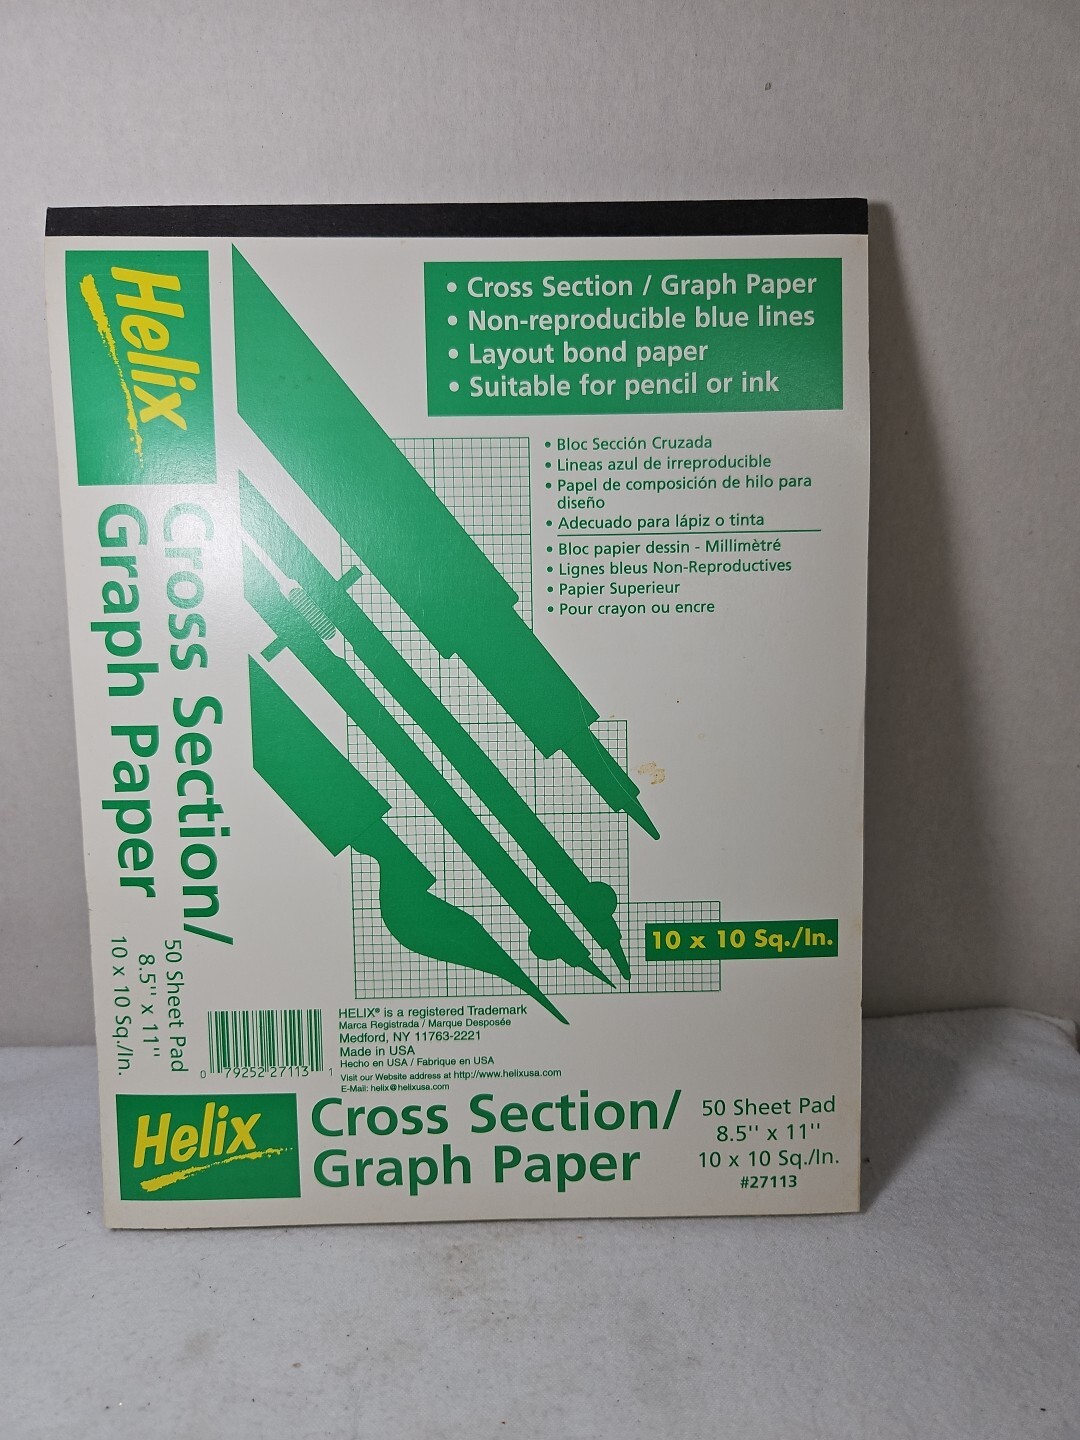 Helix
Cross Section/
Graph Paper
50 Sheet Pad
8.5'' x 11''
10 x 10 Sq./In.
• Cross Section / Graph Paper
• Non-reproducible blue lines
• Layout bond paper
• Suitable for pencil or ink
• Bloc Sección Cruzada
• Lineas azul de irreproducible
• Papel de composición de hilo para
diseño
• Adecuado para lápiz o tinta
• Bloc papier dessin - Millimètré
• Lignes bleus Non-Reproductives
• Papier Superieur
• Pour crayon ou encre
10 x 10 Sq./In.
HELIX® is a registered Trademark
Marca Registrada / Marque Desposée
Medford, NY 11763-2221
Made in USA
Hecho en USA / Fabrique en USA
Visit our Website address at http://www.helixusa.com
E-Mail: helix@helixusa.com
0 79252 27113 1
Helix
Cross Section/
Graph Paper
50 Sheet Pad
8.5'' x 11''
10 x 10 Sq./In.
#27113